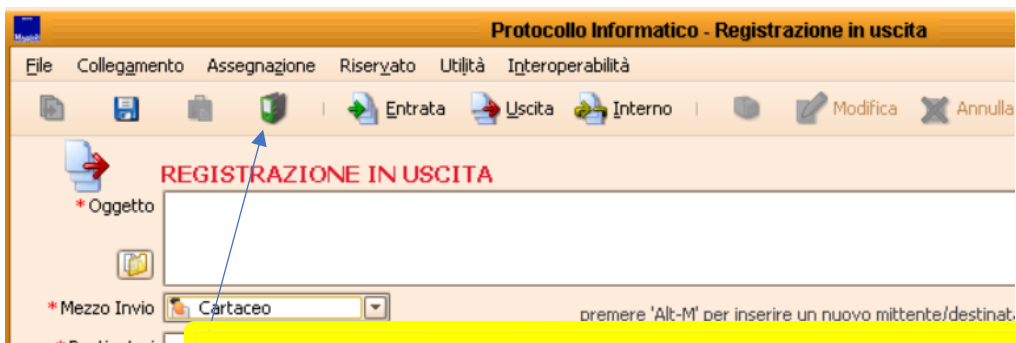 Protocollo Informatico - Registrazione in uscita
File Collegamento Assegnazione Riservato Utilità Interoperabilità
Entrata Uscita Interno Modifica Annulla
REGISTRAZIONE IN USCITA
* Oggetto
* Mezzo Invio Cartaceo
premere 'Alt-M' per inserire un nuovo mittente/destinata